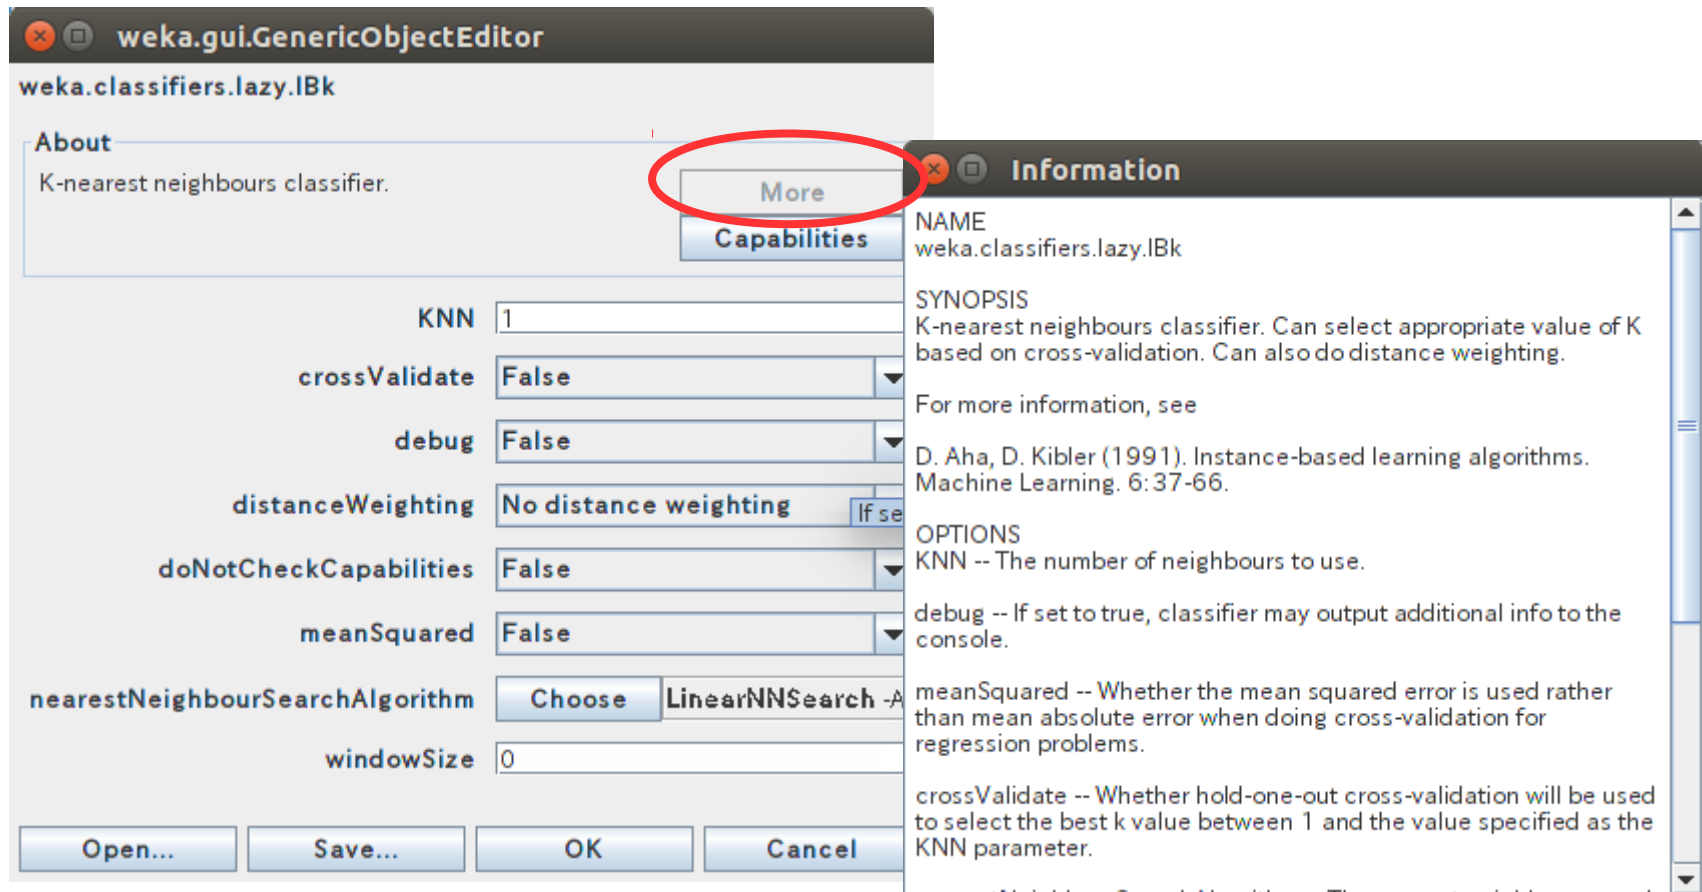 weka.gui.GenericObjectEditor
weka.classifiers.lazy.IBk
About
K-nearest neighbours classifier.
More
Capabilities
KNN 1
crossValidate False
debug False
distanceWeighting No distance weighting
If se
doNotCheckCapabilities False
meanSquared False
nearestNeighbourSearchAlgorithm Choose LinearNNSearch -A
windowSize 0
Open... Save... OK Cancel
Information
NAME
weka.classifiers.lazy.IBk
SYNOPSIS
K-nearest neighbours classifier. Can select appropriate value of K
based on cross-validation. Can also do distance weighting.
For more information, see
D. Aha, D. Kibler (1991). Instance-based learning algorithms.
Machine Learning. 6:37-66.
OPTIONS
KNN -- The number of neighbours to use.
debug -- If set to true, classifier may output additional info to the
console.
meanSquared -- Whether the mean squared error is used rather
than mean absolute error when doing cross-validation for
regression problems.
crossValidate -- Whether hold-one-out cross-validation will be used
to select the best k value between 1 and the value specified as the
KNN parameter.